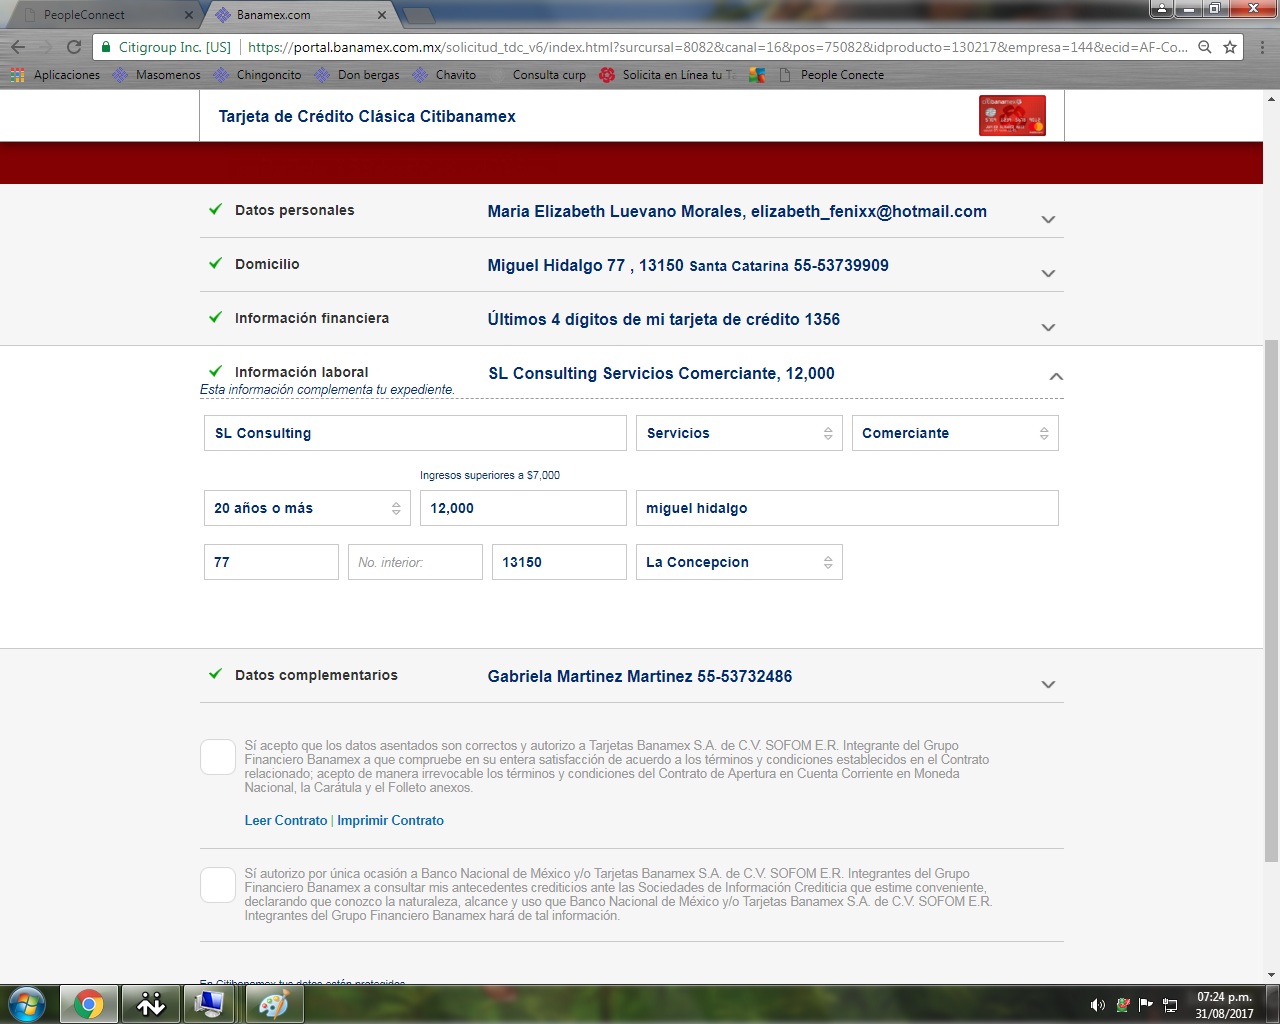 PeopleConnect
Banamex.com
Citigroup Inc. [US]
https://portal.banamex.com.mx/solicitud_tdc_v6/index.html?surcursal=8082&canal=16&pos=75082&idproducto=130217&empresa=144&ecid=AF-Co...
Aplicaciones
Masomenos
Chingoncito
Don bergas
Chavito
Consulta curp
Solicita en Línea tu T
People Conecte
Tarjeta de Crédito Clásica Citibanamex
Datos personales
Maria Elizabeth Luevano Morales, elizabeth_fenixx@hotmail.com
Domicilio
Miguel Hidalgo 77 , 13150 Santa Catarina 55-53739909
Información financiera
Últimos 4 dígitos de mi tarjeta de crédito 1356
Información laboral
SL Consulting Servicios Comerciante, 12,000
Esta información complementa tu expediente.
SL Consulting
Servicios
Comerciante
Ingresos superiores a $7,000
20 años o más
12,000
miguel hidalgo
77
No. interior:
13150
La Concepcion
Datos complementarios
Gabriela Martinez Martinez 55-53732486
Sí acepto que los datos asentados son correctos y autorizo a Tarjetas Banamex S.A. de C.V. SOFOM E.R. Integrante del Grupo
Financiero Banamex a que compruebe en su entera satisfacción de acuerdo a los términos y condiciones establecidos en el Contrato
relacionado; acepto de manera irrevocable los términos y condiciones del Contrato de Apertura en Cuenta Corriente en Moneda
Nacional, la Carátula y el Folleto anexos.
Leer Contrato | Imprimir Contrato
Sí autorizo por única ocasión a Banco Nacional de México y/o Tarjetas Banamex S.A. de C.V. SOFOM E.R. Integrantes del Grupo
Financiero Banamex a consultar mis antecedentes crediticios ante las Sociedades de Información Crediticia que estime conveniente,
declarando que conozco la naturaleza, alcance y uso que Banco Nacional de México y/o Tarjetas Banamex S.A. de C.V. SOFOM E.R.
Integrantes del Grupo Financiero Banamex hará de tal información.
En Citibanamex tus datos están protegidos
07:24 p.m.
31/08/2017